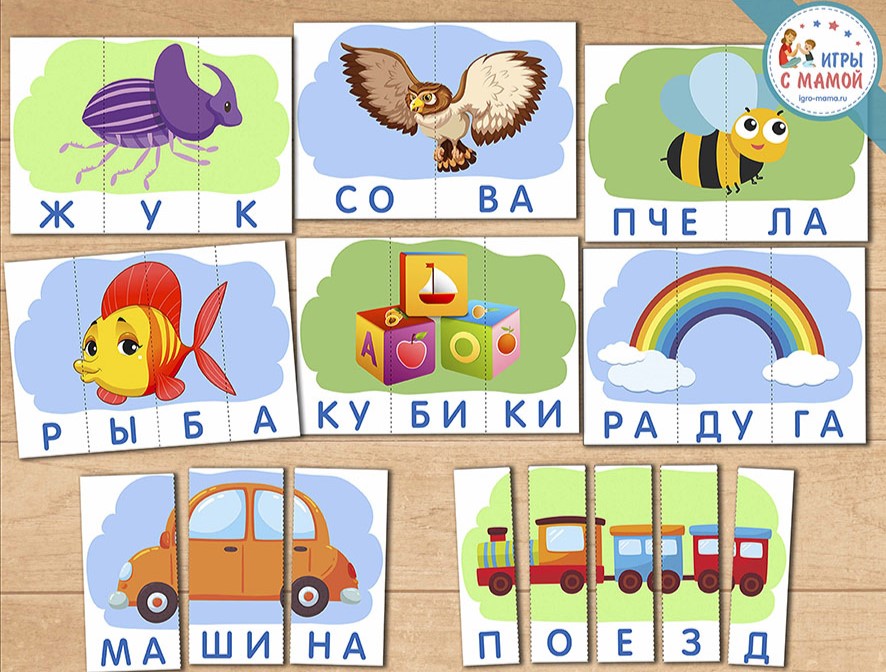 ИГРЫ
С МАМОЙ
igro-mama.ru
Ж У К
СО ВА
ПЧЕ ЛА
Р Ы Б А
А
КУ БИ КИ
РА ДУ ГА
МА ШИ НА
П О Е З Д